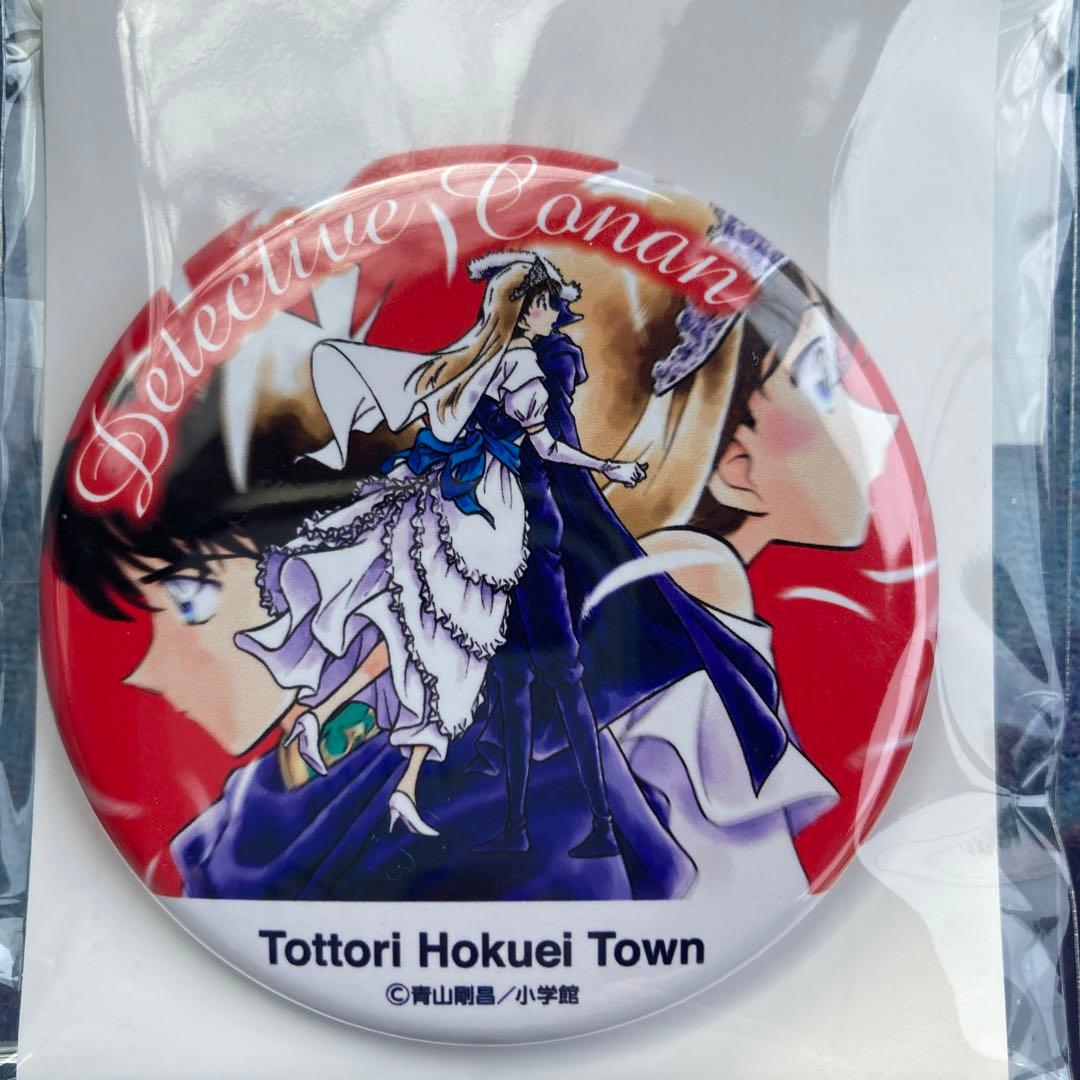 Detective Conan
Tottori Hokuei Town
©青山剛昌/小学館